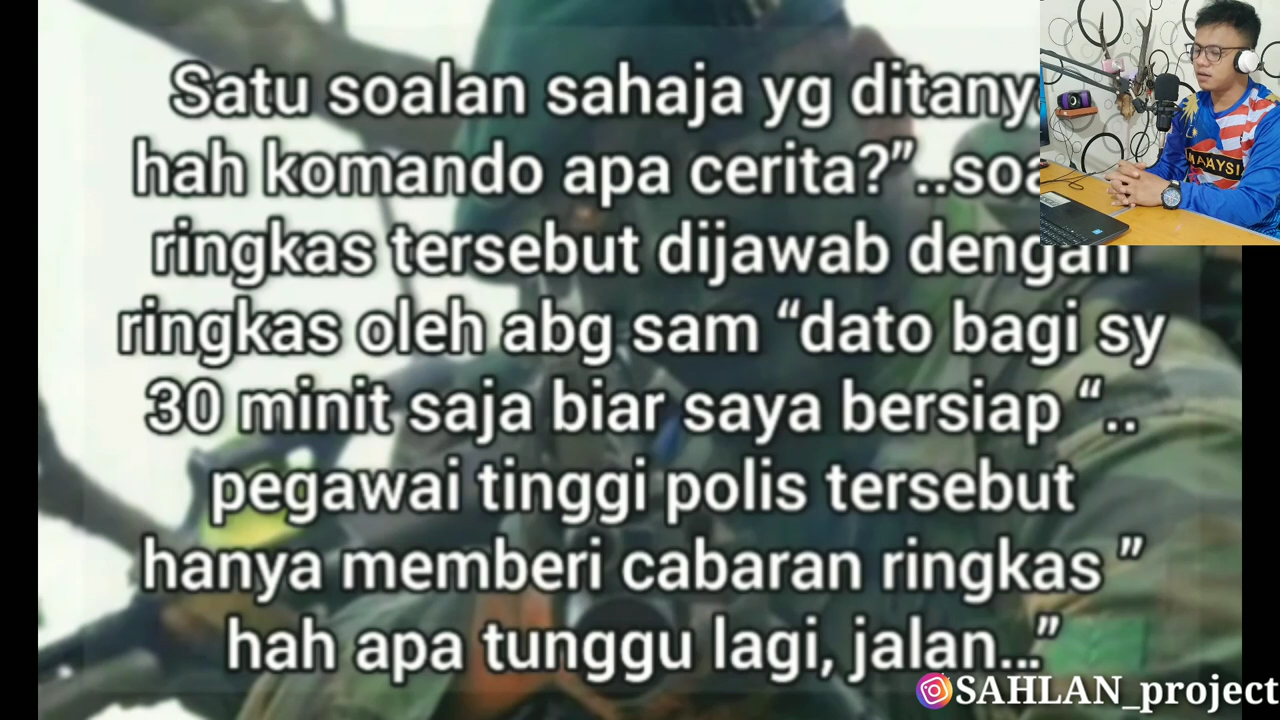 Satu soalan sahaja yg
hah komando apa cerita?”..
ringkas tersebut dijawab dengan
ringkas oleh abg sam “dato bagi sy
30 minit saja biar saya bersiap “..
pegawai tinggi polis tersebut
hanya memberi cabaran ringkas ”
hah apa tunggu lagi, jalan...”
SAHLAN_project